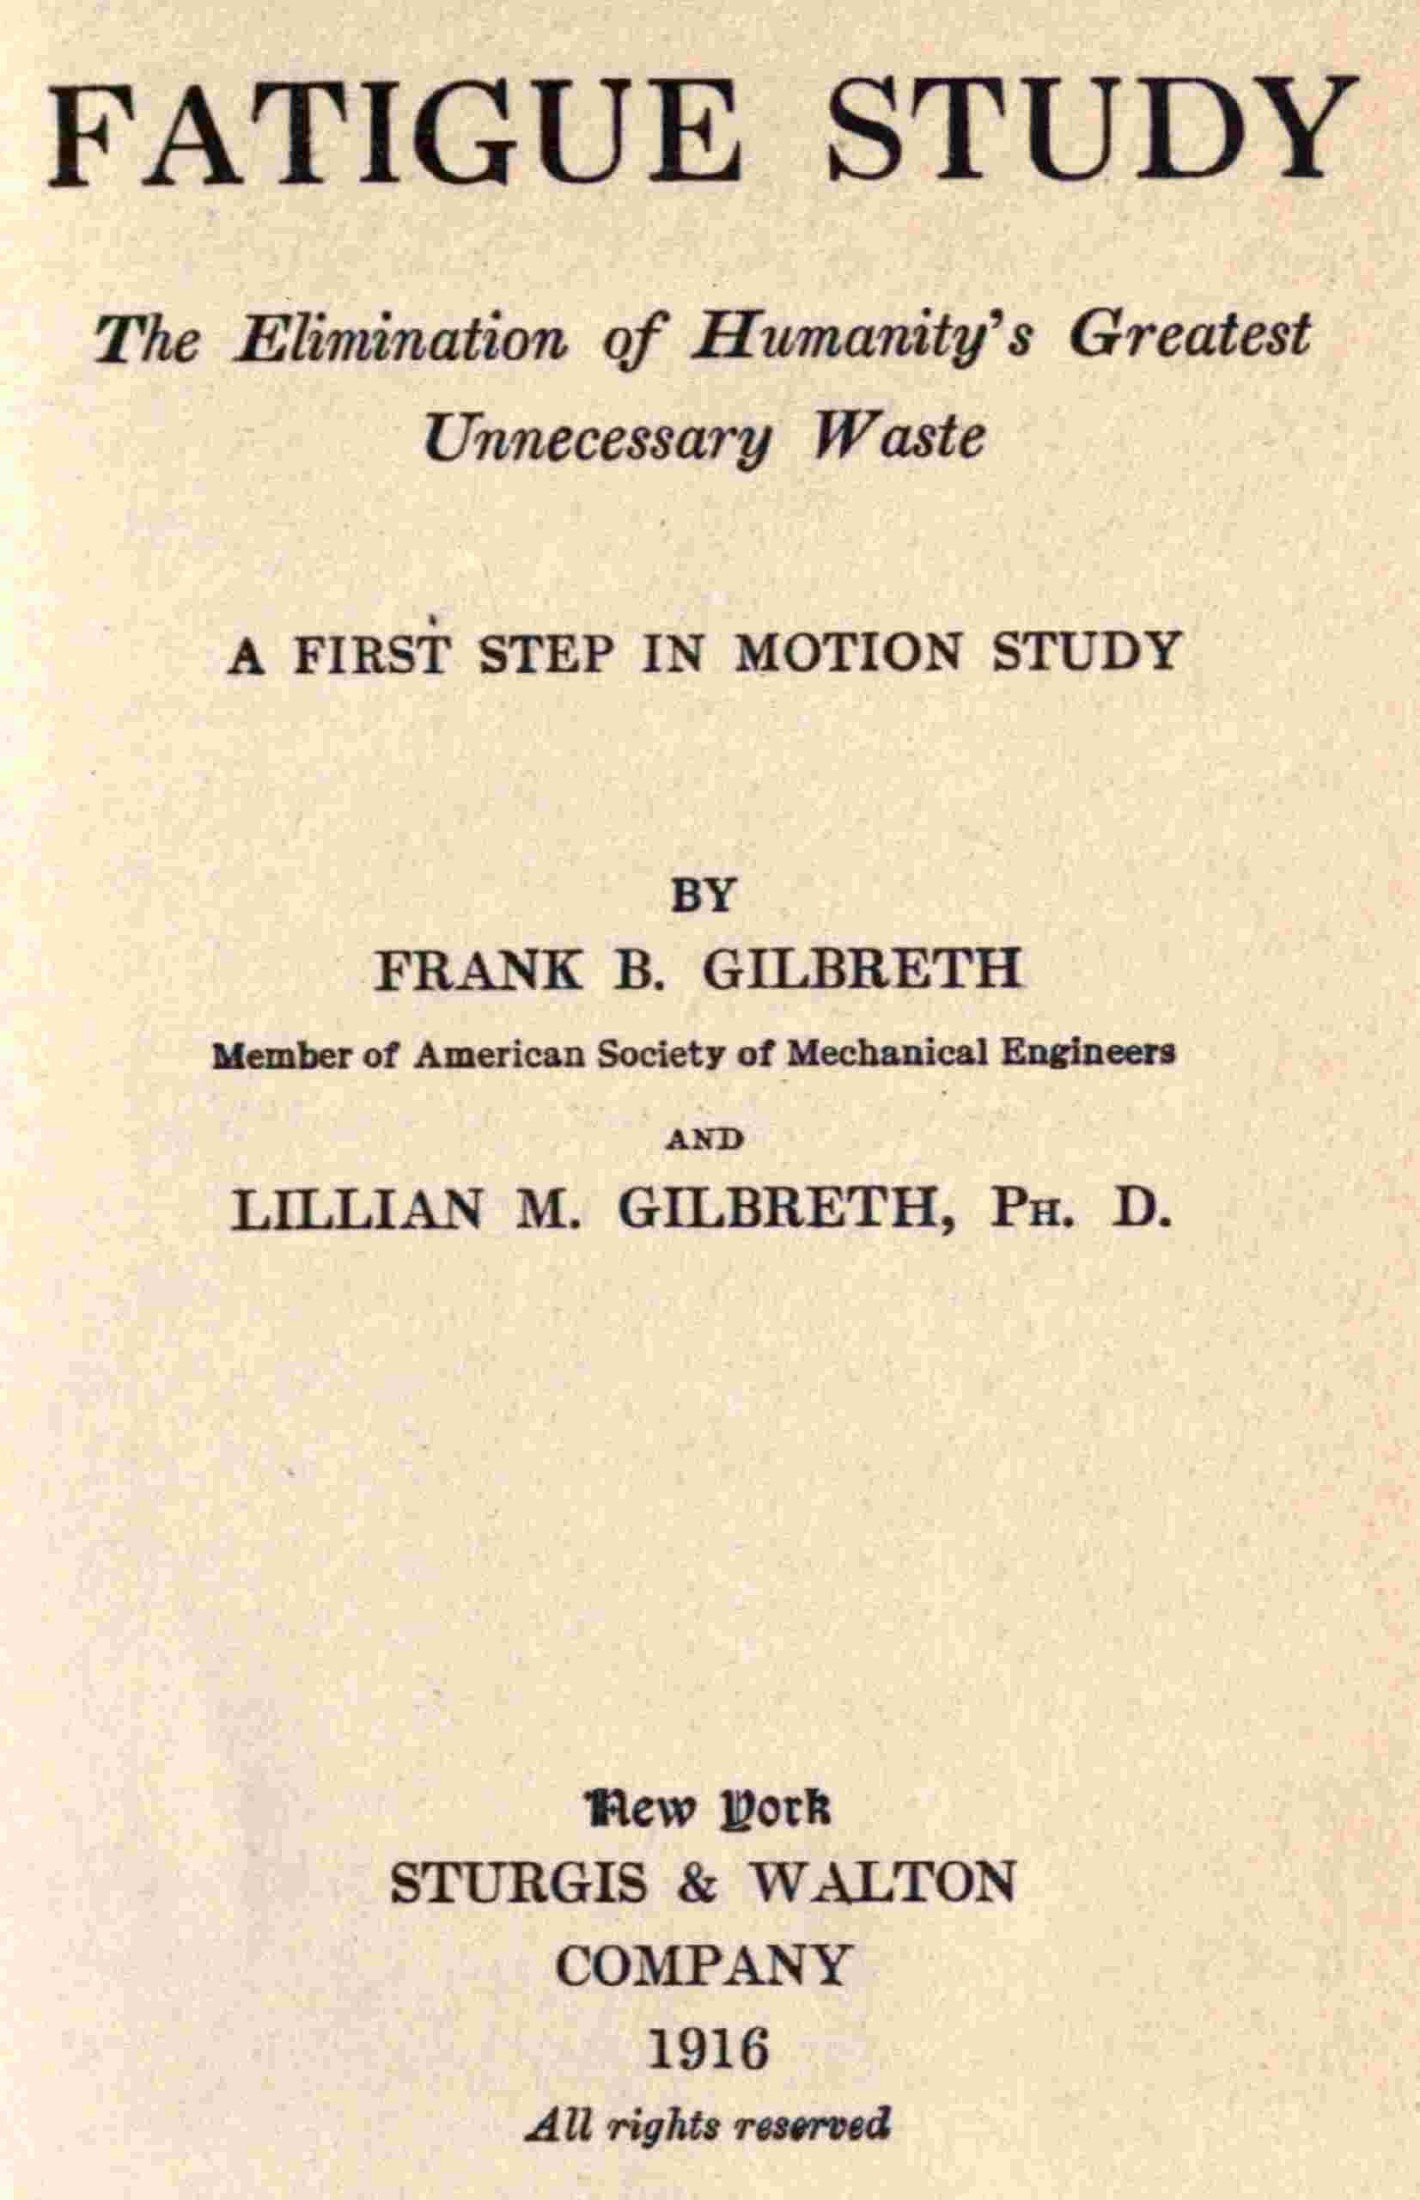 FATIGUE STUDY
The Elimination of Humanity's Greatest
Unnecessary Waste
A FIRST STEP IN MOTION STUDY
BY
FRANK B. GILBRETH
Member of American Society of Mechanical Engineers
AND
LILLIAN M. GILBRETH, PH. D.
New York
STURGIS & WALTON
COMPANY
1916
All rights reserved